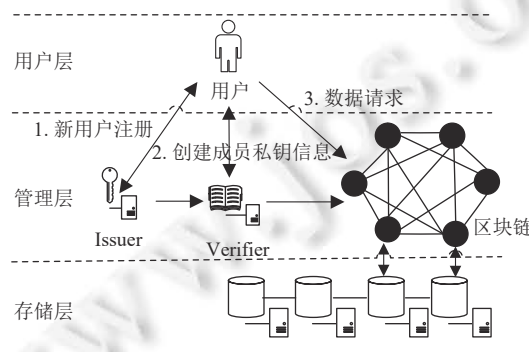 用户层
用户
3. 数据请求
1. 新用户注册
2. 创建成员私钥信息
管理层
Issuer
Verifier
区块链
存储层